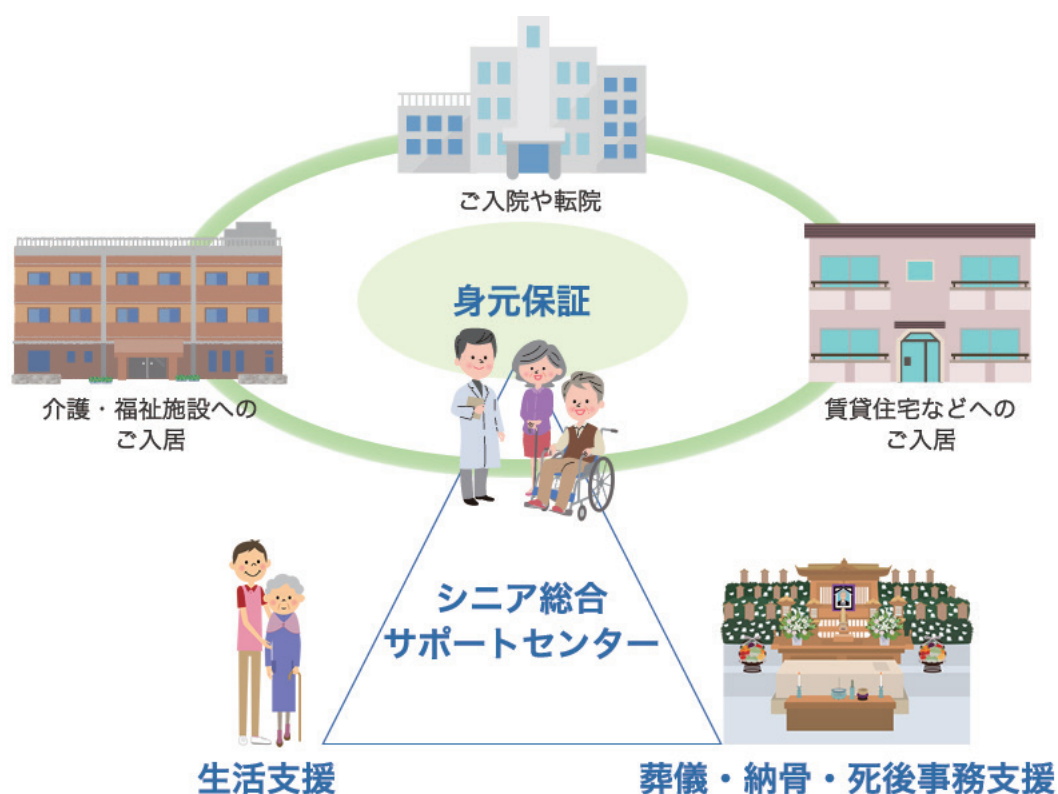 ご入院や転院
身元保証
介護・福祉施設への
ご入居
賃貸住宅などへの
ご入居
シニア総合
サポートセンター
生活支援
葬儀・納骨・死後事務支援